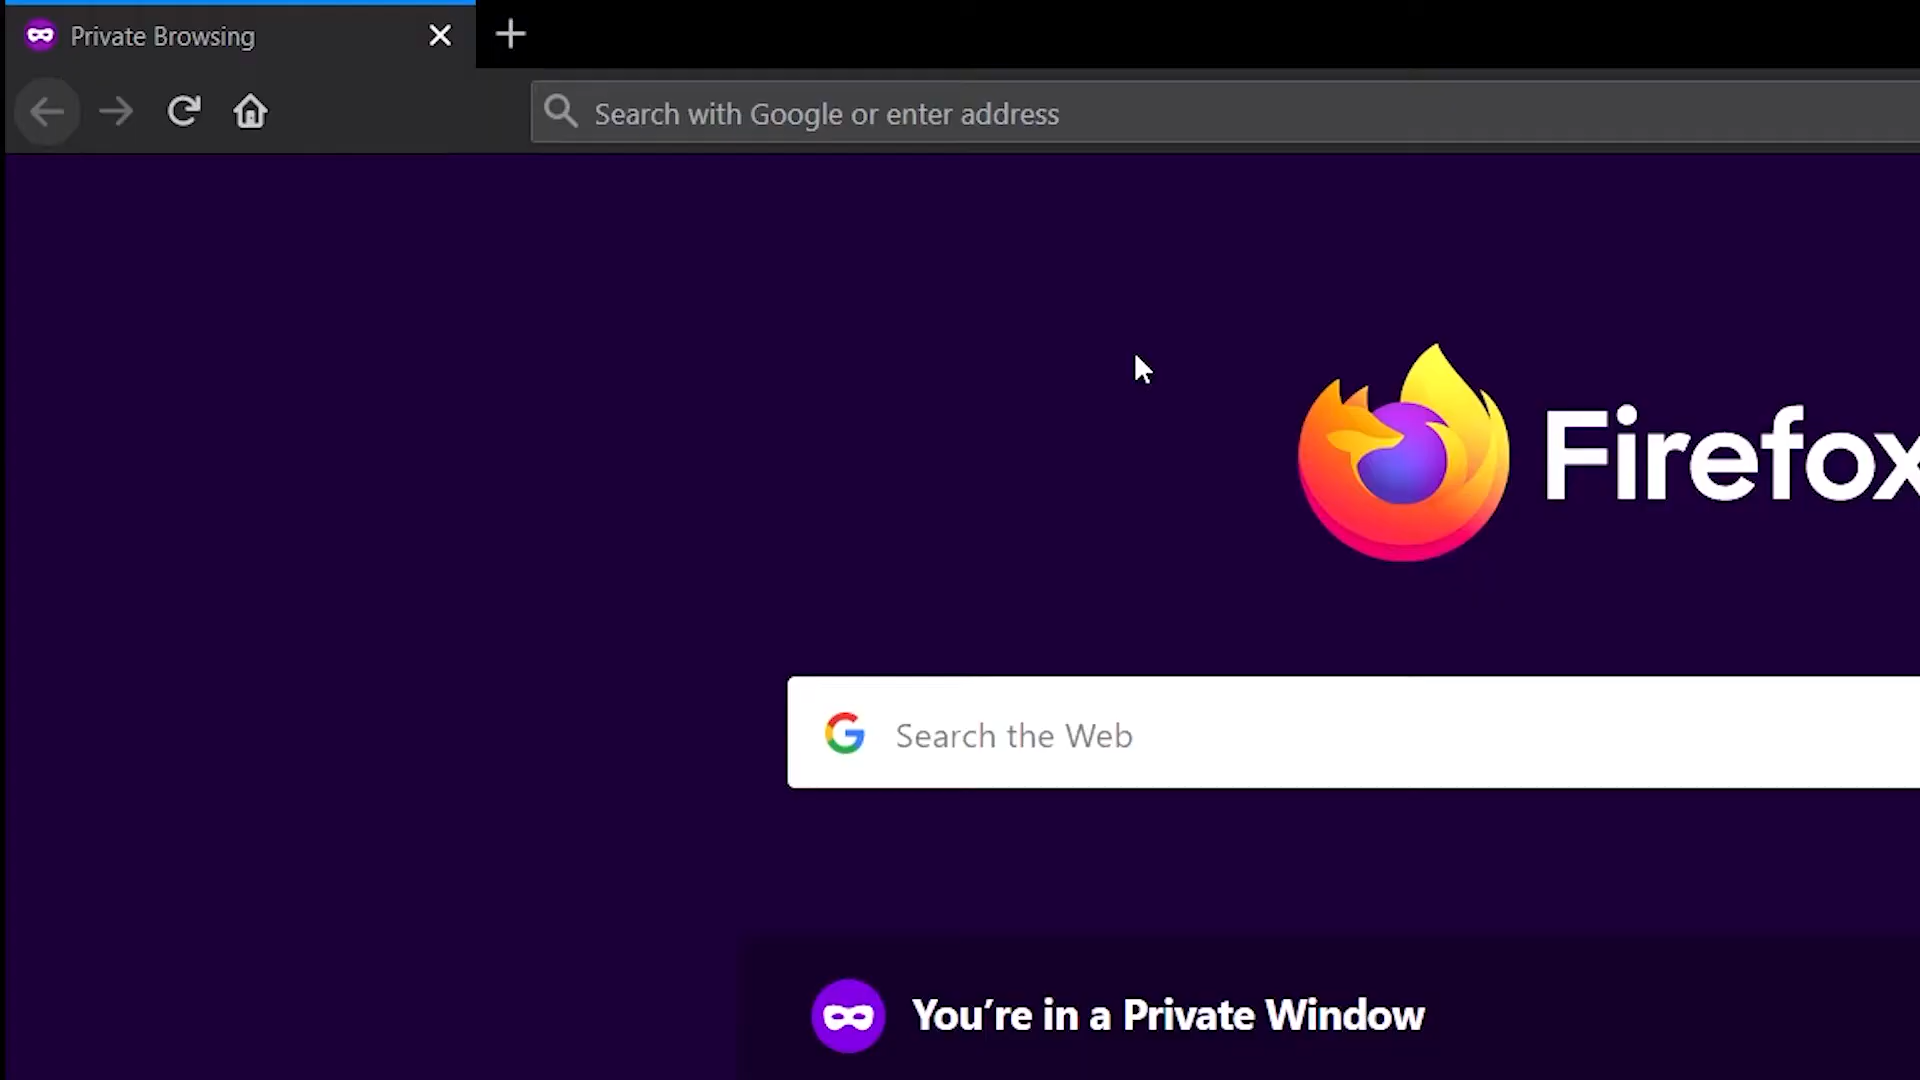 Private Browsing
Search with Google or enter address
Firefox
Search the Web
You’re in a Private Window